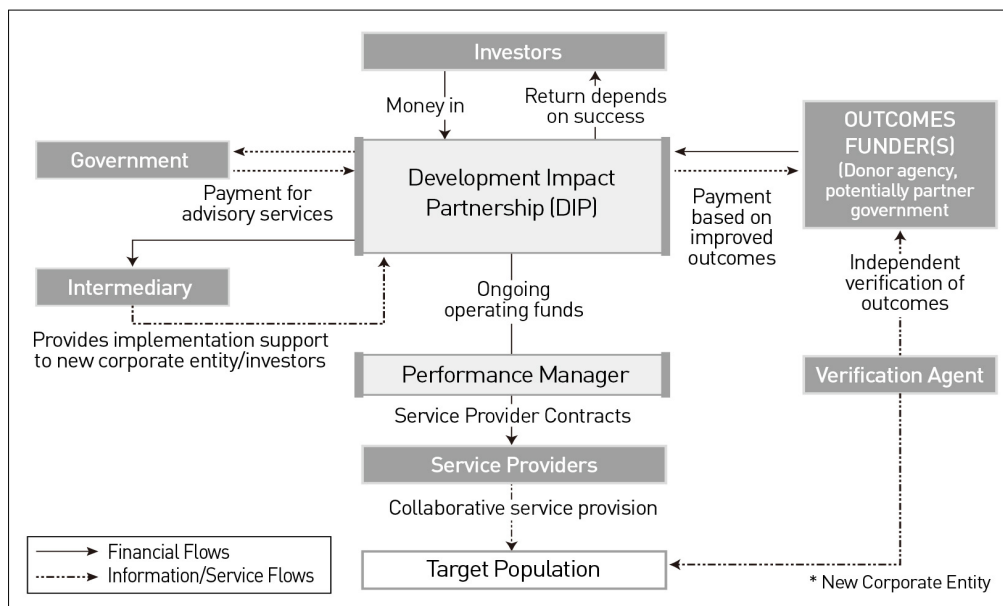 Investors
Money in
Return depends
on success
Government
Payment for
advisory services
Development Impact
Partnership (DIP)
OUTCOMES
FUNDER(S)
(Donor agency,
potentially partner
government
Payment
based on
improved
outcomes
Intermediary
Provides implementation support
to new corporate entity/investors
Ongoing
operating funds
Independent
verification of
outcomes
Performance Manager
Verification Agent
Service Provider Contracts
Service Providers
Collaborative service provision
Target Population
Financial Flows
Information/Service Flows
* New Corporate Entity